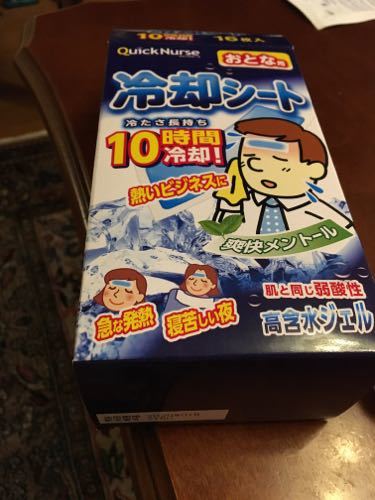 10時間冷却! 16枚入
QuickNurse
おとな用
冷却シート
冷たさ長持ち
10時間
冷却!
熱いビジネスに
爽快メントール
急な発熱
寝苦しい夜
肌と同じ弱酸性
高含水ジェル